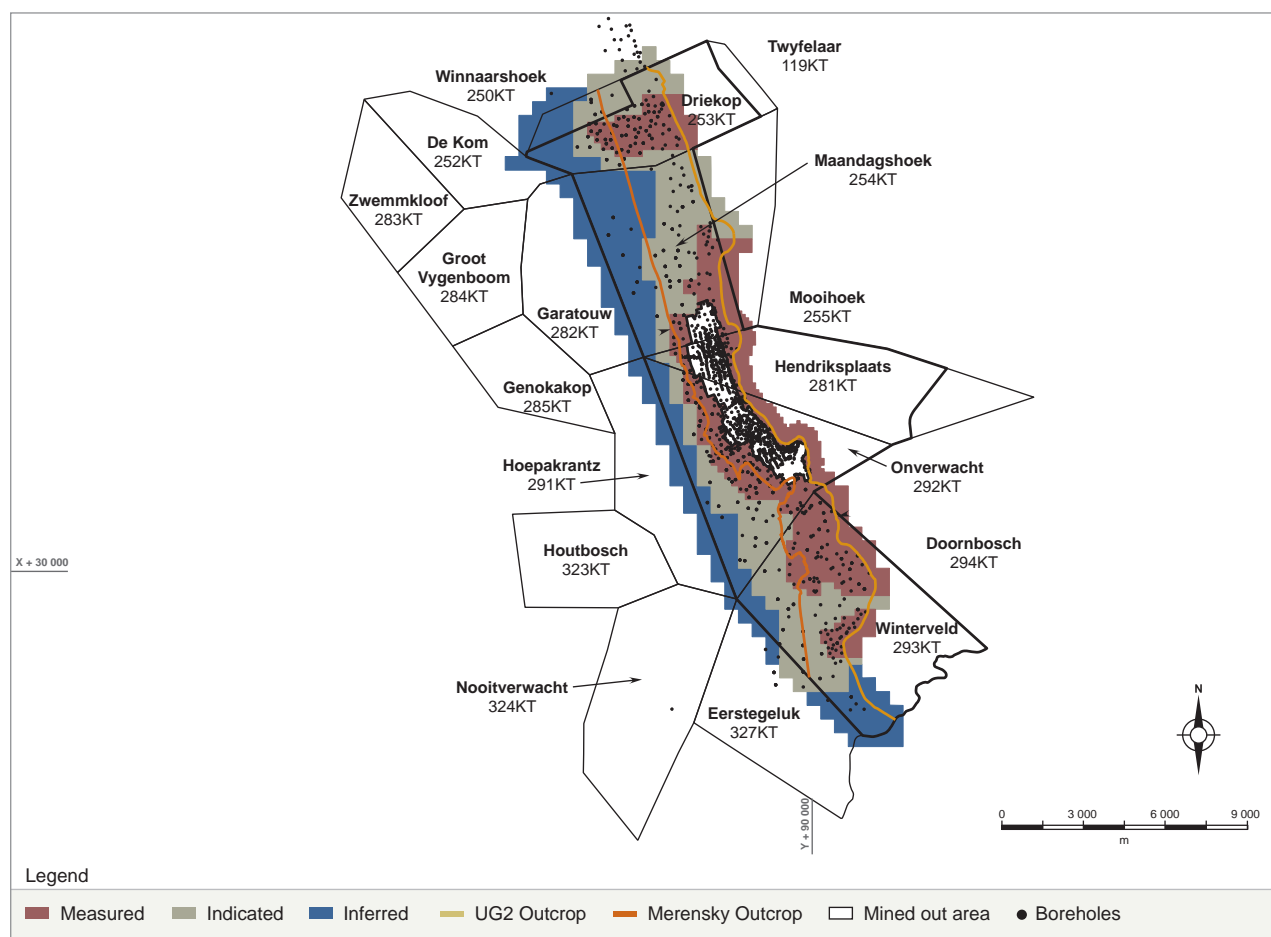 Twyfelaar
119KT
Winnaarshoek
250KT
Driekop
253KT
De Kom
252KT
Maandagshoek
254KT
Zwemmkloof
283KT
Groot
Vygenboom
284KT
Garatouw
282KT
Mooihoek
255KT
Hendriksplaats
281KT
Genokakop
285KT
Hoepakrantz
291KT
Onverwacht
292KT
Houtbosch
323KT
Doornbosch
294KT
X + 30 000
Winterveld
293KT
Nooitverwacht
324KT
Eerstegeluk
327KT
N
Y + 90 000
0 3 000 6 000 9 000
m
Legend
Measured Indicated Inferred UG2 Outcrop Merensky Outcrop Mined out area Boreholes